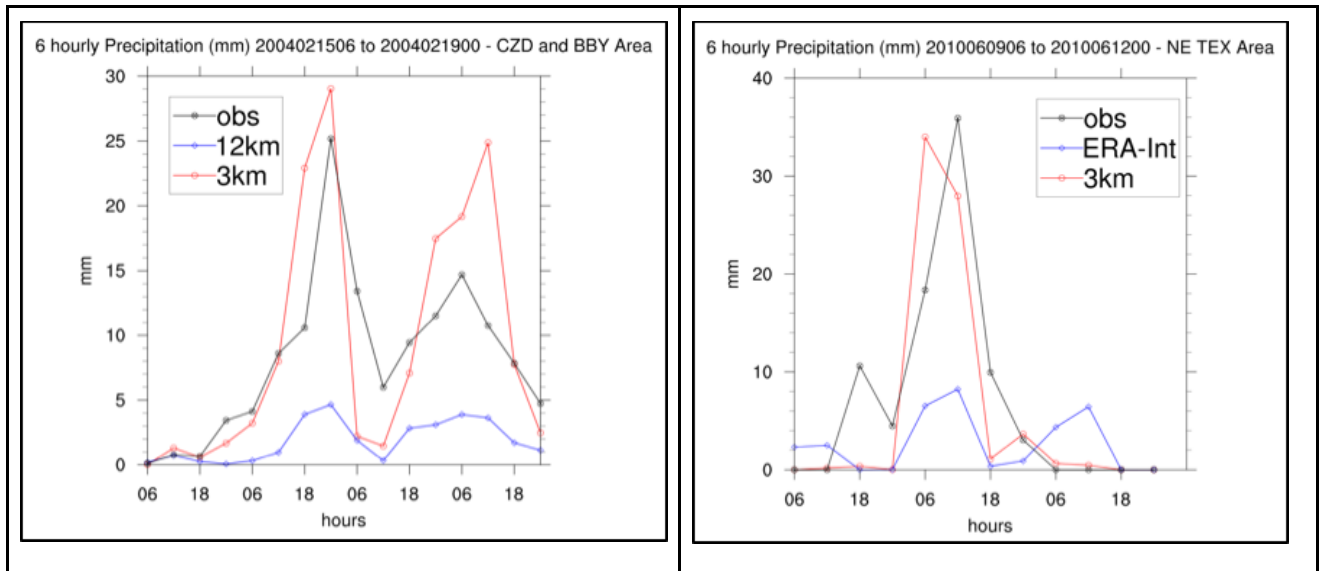 6 hourly Precipitation (mm) 2004021506 to 2004021900 - CZD and BBY Area
30
25
20
15
10
5
0
mm
obs
12km
3km
06 18 06 18 06 18 06 18
hours
6 hourly Precipitation (mm) 2010060906 to 2010061200 - NE TEX Area
40
30
20
10
0
mm
obs
ERA-Int
3km
06 18 06 18 06 18
hours